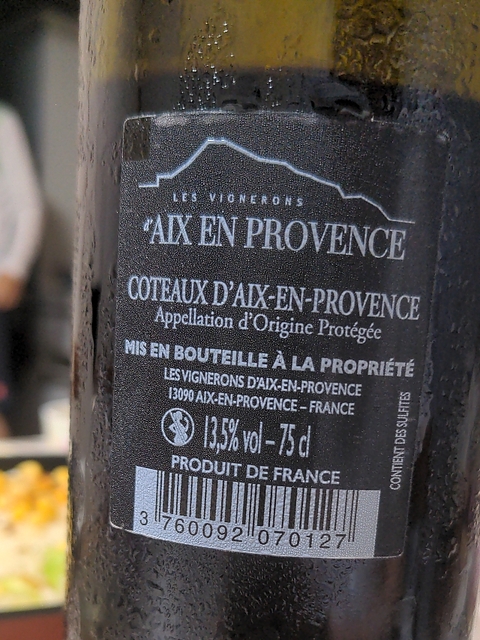 LES VIGNERONS
d'AIX EN PROVENCE
COTEAUX D'AIX-EN-PROVENCE
Appellation d'Origine Protégée
MIS EN BOUTEILLE À LA PROPRIÉTÉ
LES VIGNERONS D'AIX-EN-PROVENCE
13090 AIX-EN-PROVENCE – FRANCE
13,5% vol – 75 cl
PRODUIT DE FRANCE
CONTIENT DES SULFITES
3 760092 070127